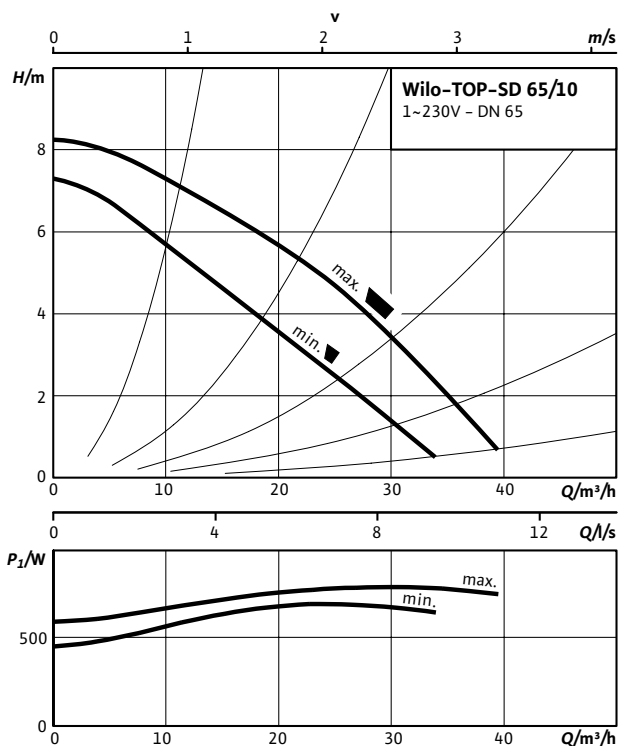 v
0 1 2 3 m/s
H/m
Wilo-TOP-SD 65/10
1~230V - DN 65
8
6
max.
4
min.
2
0
0 10 20 30 40 Q/m³/h
0 4 8 12 Q/l/s
P₁/W
max.
min.
500
0
0 10 20 30 40 Q/m³/h